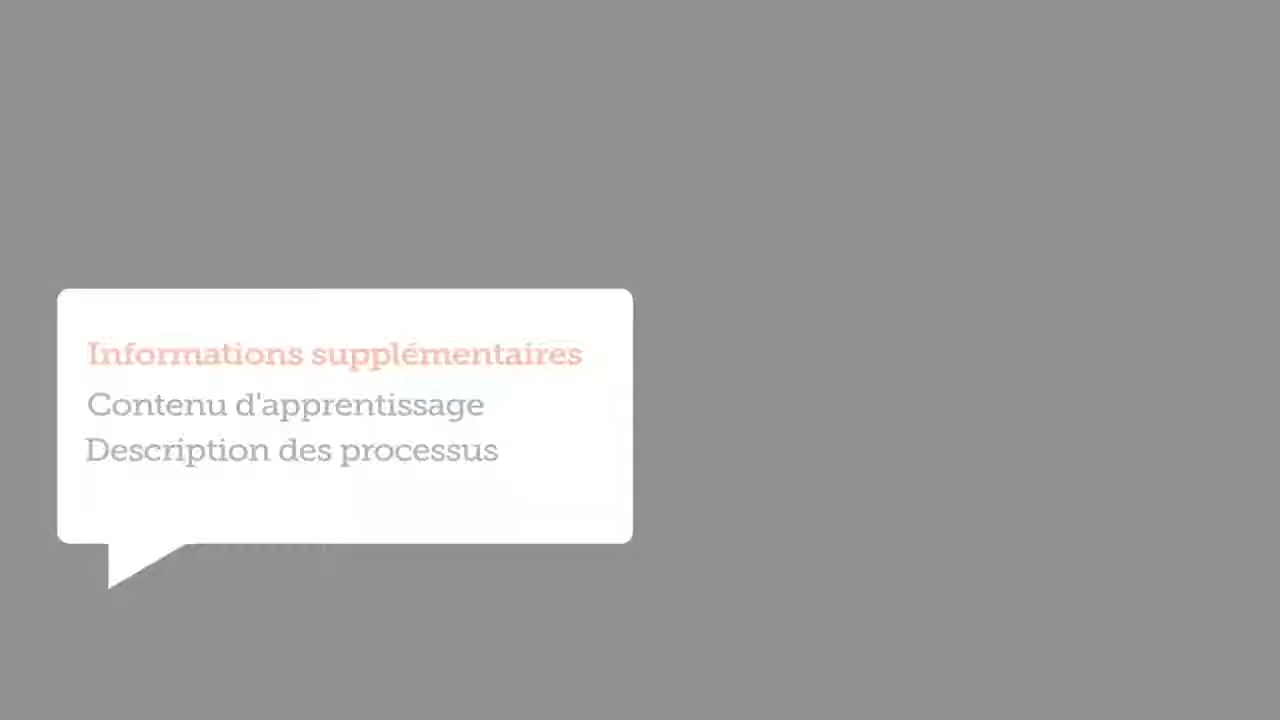 Informations supplémentaires
Contenu d'apprentissage
Description des processus